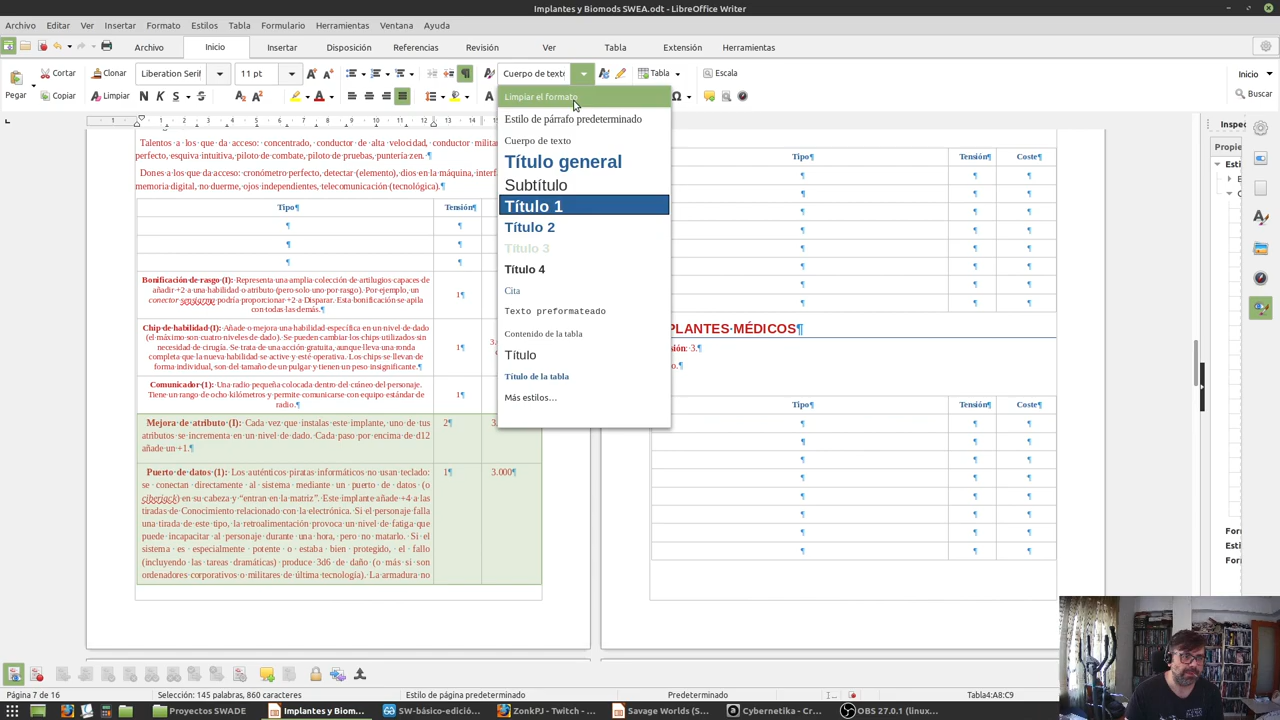 Implantes y Biomods SWEA.odt - LibreOffice Writer
Archivo Editar Ver Insertar Formato Estilos Tabla Formulario Herramientas Ventana Ayuda
Archivo Inicio Insertar Disposición Referencias Revisión Ver Tabla Extensión Herramientas
Cortar Clonar Liberation Serif 11 pt Cuerpo de texto Tabla Escala Inicio
Pegar Copiar Limpiar Buscar
Limpiar el formato
Estilo de párrafo predeterminado
Cuerpo de texto
Título general
Subtítulo
Título 1
Título 2
Título 3
Título 4
Cita
Texto preformateado
Contenido de la tabla
Título
Título de la tabla
Más estilos...
Talentos a los que da acceso: concentrado, conductor de alta velocidad, conductor
perfecto, esquiva intuitiva, piloto de combate, piloto de pruebas, puntería zen. ¶
Dones a los que da acceso: cronómetro perfecto, detectar (elemento), dios en la máquina,
memoria digital, no duerme, ojos independientes, telecomunicación (tecnológica). ¶
Tipo¶ Tensión¶
Bonificación de rasgo (I): Representa una amplia colección de artilugios capaces de
añadir +2 a una habilidad o atributo (pero solo uno por rasgo). Por ejemplo, un
conector sensiarma podría proporcionar +2 a Disparar. Esta bonificación se apila
con todas las demás.¶
1¶
Chip de habilidad (I): Añade o mejora una habilidad específica en un nivel de dado
(el máximo son cuatro niveles de dado). Se pueden cambiar los chips utilizados sin
necesidad de cirugía. Se trata de una acción gratuita, aunque lleva una ronda
completa que la nueva habilidad se active y esté operativa. Los chips se llevan de
forma individual, son del tamaño de un pulgar y tienen un peso insignificante.¶
1¶
Comunicador (1): Una radio pequeña colocada dentro del cráneo del personaje.
Tiene un rango de ocho kilómetros y permite comunicarse con equipo estándar de
radio.¶
1¶
Mejora de atributo (I): Cada vez que instalas este implante, uno de tus
atributos se incrementa en un nivel de dado. Cada paso por encima de d12
añade un +1.¶
2¶
Puerto de datos (1): Los auténticos piratas informáticos no usan teclado:
se conectan directamente al sistema mediante un puerto de datos (o
ciberjack) en su cabeza y “entran en la matriz”. Este implante añade +4 a las
tiradas de Conocimiento relacionado con la electrónica. Si el personaje falla
una tirada de este tipo, la retroalimentación provoca un nivel de fatiga que
puede incapacitar al personaje durante una hora, pero no matarlo. Si el
sistema es especialmente potente o estaba bien protegido, el fallo
(incluyendo las tareas dramáticas) produce 3d6 de daño (o más si son
ordenadores corporativos o militares de última tecnología). La armadura no
1¶ 3.000¶
Tipo¶ Tensión¶ Coste¶
PLANTES MÉDICOS¶
3.¶
Tipo¶ Tensión¶ Coste¶
Inspec
Propie
Página 7 de 16 Selección: 145 palabras, 860 caracteres Estilo de página predeterminado Predeterminado Tabla4:A8:C9
Proyectos SWADE Implantes y Biom... SW-básico-edició... ZonkPJ - Twitch - ... Savage Worlds (S... Cybernetika - Cr... OBS 27.0.1 (linux...